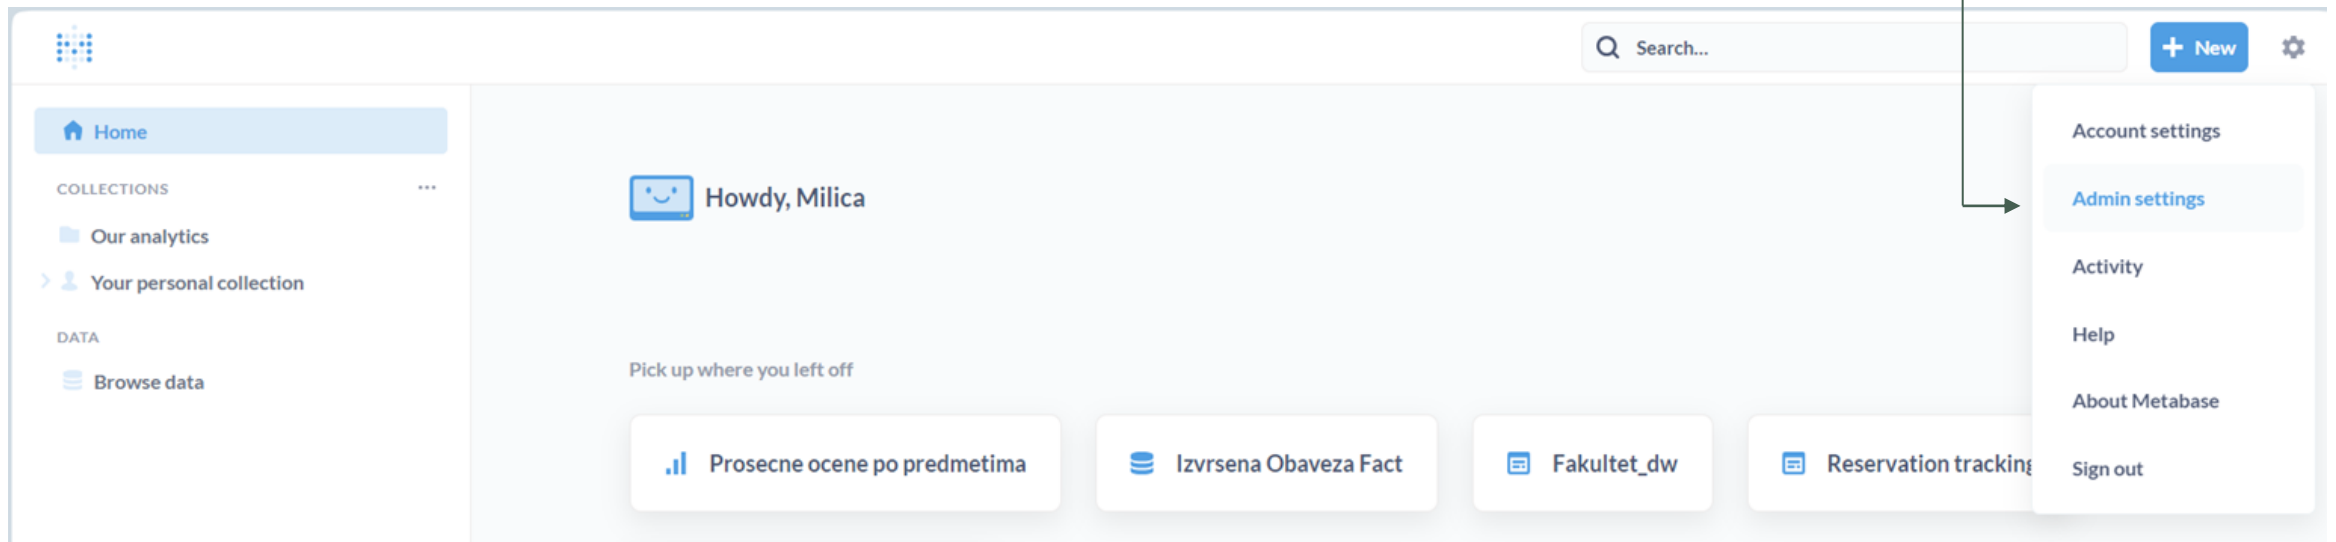 Search...
+ New
Home
COLLECTIONS ...
Our analytics
Your personal collection
DATA
Browse data
Howdy, Milica
Pick up where you left off
Prosecne ocene po predmetima
Izvrsena Obaveza Fact
Fakultet_dw
Reservation tracking
Account settings
Admin settings
Activity
Help
About Metabase
Sign out